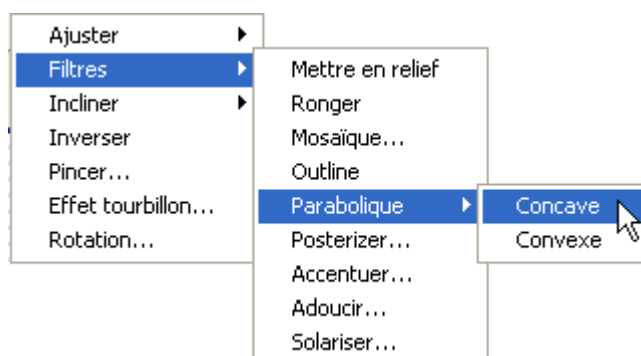 Ajuster
Filtres
Incliner
Inverser
Pincer...
Effet tourbillon...
Rotation...
Mettre en relief
Ronger
Mosaïque...
Outline
Parabolique
Posterizer...
Accentuer...
Adoucir...
Solariser...
Concave
Convexe